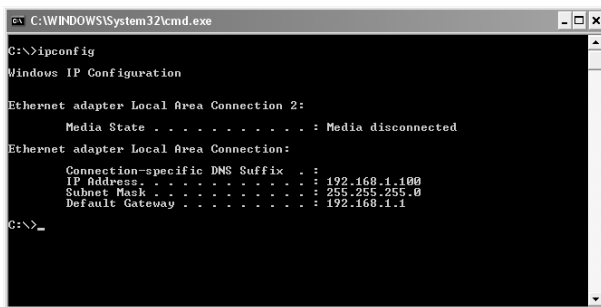 C:\WINDOWS\System32\cmd.exe
C:\>ipconfig
Windows IP Configuration
Ethernet adapter Local Area Connection 2:
Media State . . . . . . . . . . . : Media disconnected
Ethernet adapter Local Area Connection:
Connection-specific DNS Suffix  . :
IP Address. . . . . . . . . . . . : 192.168.1.100
Subnet Mask . . . . . . . . . . . : 255.255.255.0
Default Gateway . . . . . . . . . : 192.168.1.1
C:\>_